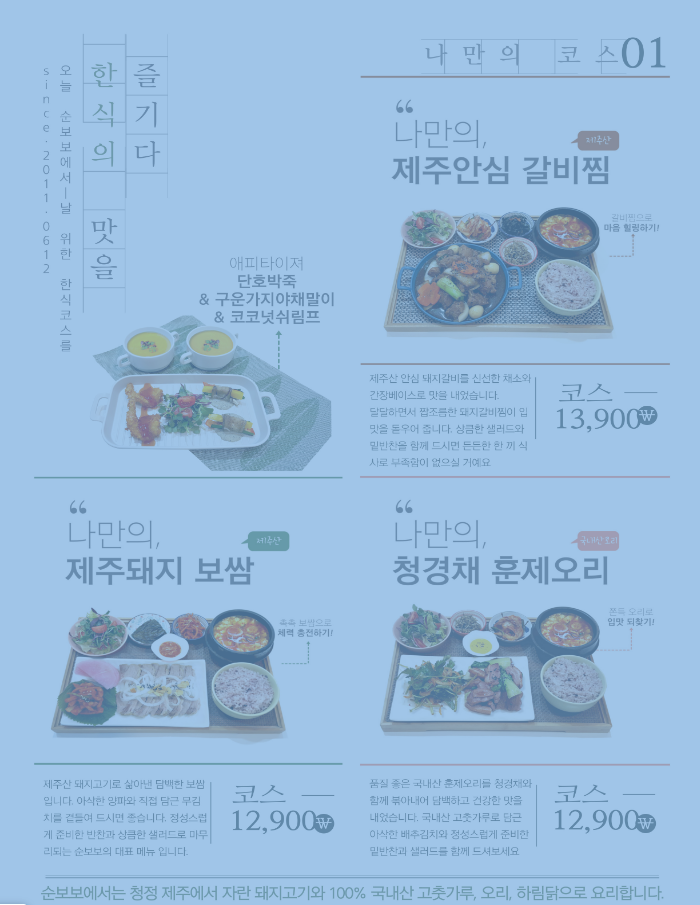 즐기다
한식의 맛을
오늘 순보보에서 | 날 위한 한식코스를
since.2011.0612
애피타이저
단호박죽
& 구운가지야채말이
& 코코넛쉬림프
나만의 코스01
“
나만의,
제주산
제주안심 갈비찜
갈비찜으로
마음 힐링하기!
제주산 안심 돼지갈비를 신선한 채소와
간장베이스로 맛을 내었습니다.
달달하면서 짭조름한 돼지갈비찜이 입
맛을 돋우어 줍니다. 상큼한 샐러드와
밑반찬을 함께 드시면 든든한 한 끼 식
사로 부족함이 없으실 거예요
코스
13,900₩
“
나만의,
제주산
제주돼지 보쌈
촉촉 보쌈으로
체력 충전하기!
제주산 돼지고기로 삶아낸 담백한 보쌈
입니다. 아삭한 양파와 직접 담근 무김
치를 곁들여 드시면 좋습니다. 정성스럽
게 준비한 반찬과 상큼한 샐러드로 마무
리되는 순보보의 대표 메뉴 입니다.
코스
12,900₩
“
나만의,
국내산오리
청경채 훈제오리
쫀득 오리로
입맛 되찾기!
품질 좋은 국내산 훈제오리를 청경채와
함께 볶아내어 담백하고 건강한 맛을
내었습니다. 국내산 고춧가루로 담근
아삭한 배추김치와 정성스럽게 준비한
밑반찬과 샐러드를 함께 드셔보세요
코스
12,900₩
순보보에서는 청정 제주에서 자란 돼지고기와 100% 국내산 고춧가루, 오리, 하림닭으로 요리합니다.